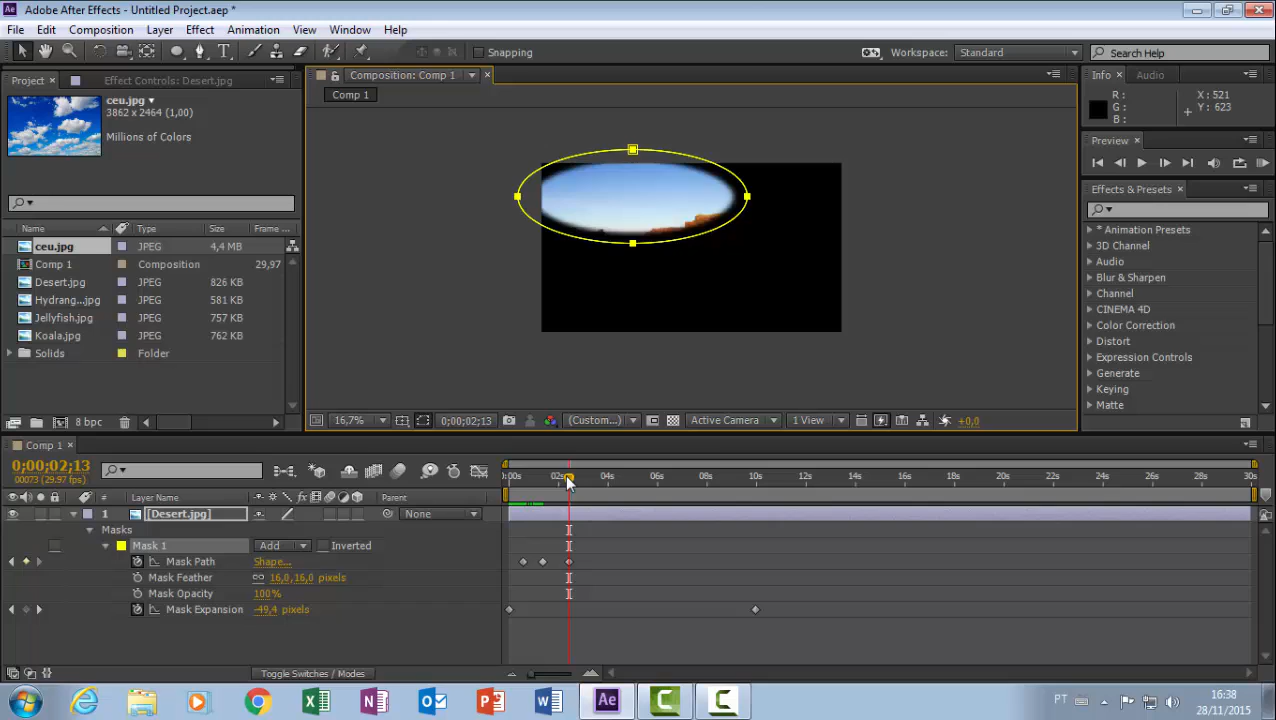 Adobe After Effects - Untitled Project.aep *
File Edit Composition Layer Effect Animation View Window Help
Snapping
Workspace: Standard
Search Help
Project
Effect Controls: Desert.jpg
Composition: Comp 1
Info
Audio
Comp 1
ceu.jpg
3862 x 2464 (1,00)
Millions of Colors
R:
G:
B:
X: 521
Y: 623
Preview
Effects & Presets
* Animation Presets
3D Channel
Audio
Blur & Sharpen
Channel
CINEMA 4D
Color Correction
Distort
Expression Controls
Generate
Keying
Matte
Name Type Size Frame ...
ceu.jpg JPEG 4,4 MB
Comp 1 Composition 29,97
Desert.jpg JPEG 826 KB
Hydrang...jpg JPEG 581 KB
Jellyfish.jpg JPEG 757 KB
Koala.jpg JPEG 762 KB
Solids Folder
8 bpc
16,7% 0;00;02;13 (Custom...) Active Camera 1 View +0,0
Comp 1
0;00;02;13
00073 (29.97 fps)
:00s 02s 04s 06s 08s 10s 12s 14s 16s 18s 20s 22s 24s 26s 28s 30s
# Layer Name Parent
1 [Desert.jpg] None
Masks
Mask 1 Add Inverted
Mask Path Shape...
Mask Feather 16,0,16,0 pixels
Mask Opacity 100%
Mask Expansion -49,4 pixels
Toggle Switches / Modes
PT
16:38
28/11/2015